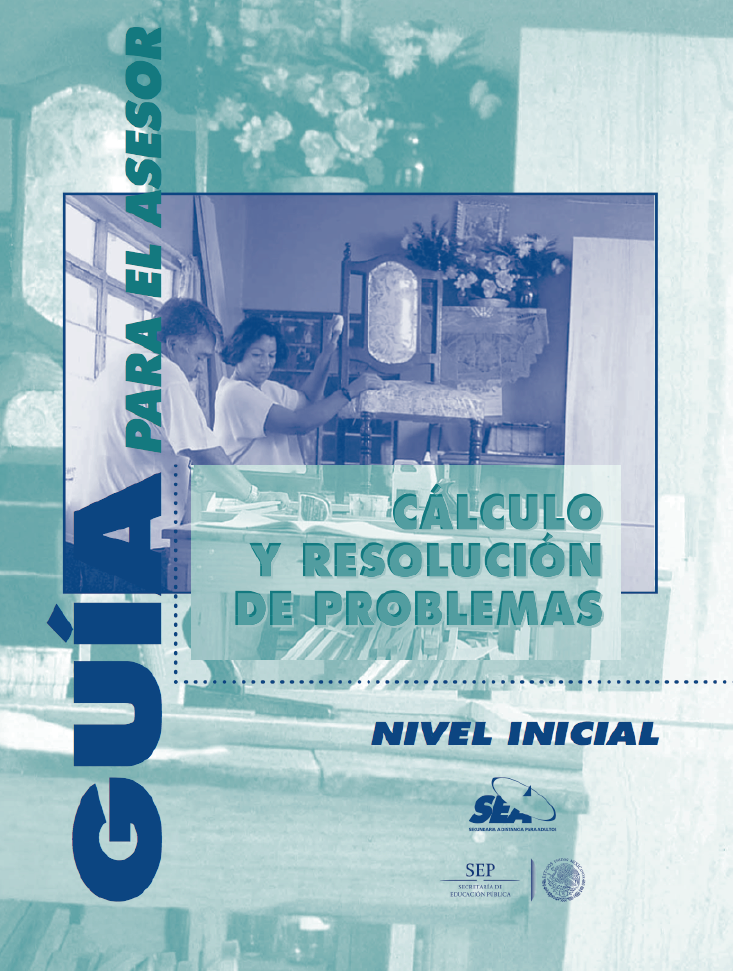 GUÍA
PARA EL ASESOR
CÁLCULO
Y RESOLUCIÓN
DE PROBLEMAS
NIVEL INICIAL
SEA
SECUNDARIA A DISTANCIA PARA ADULTOS
SEP
SECRETARÍA DE
EDUCACIÓN PÚBLICA